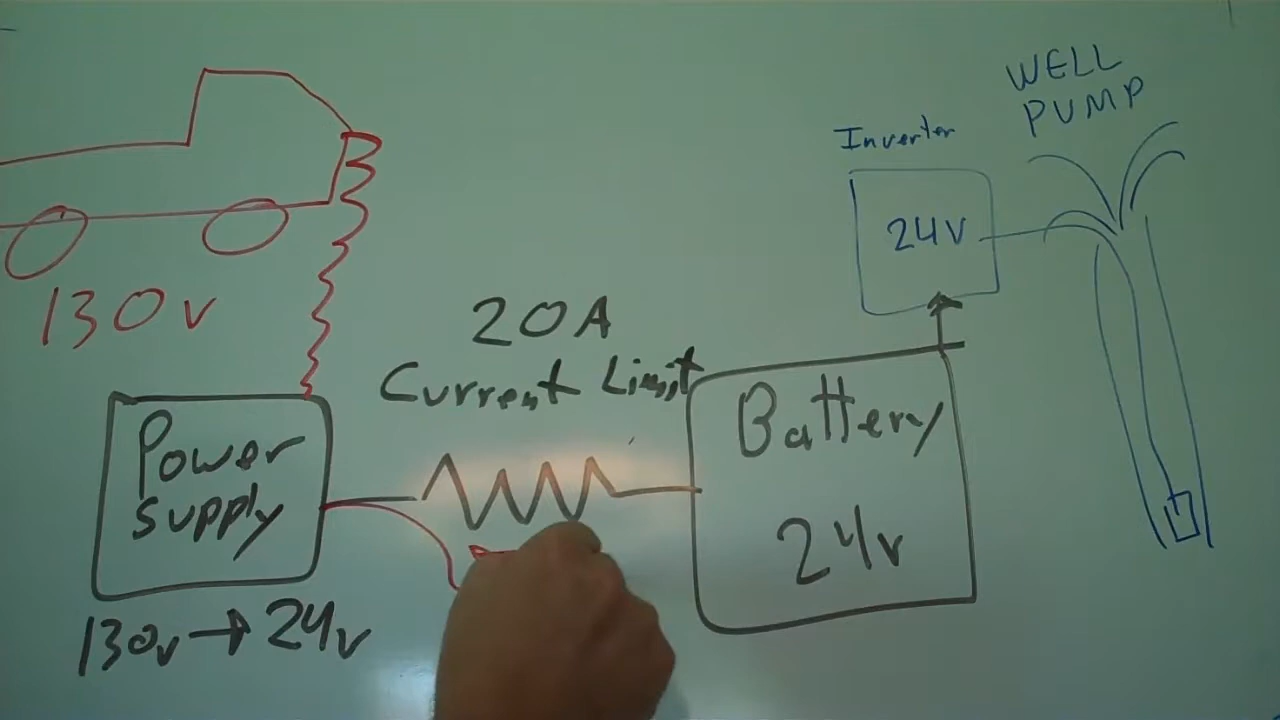 WELL
PUMP
Inverter
24V
130V
20A
Current Limit
Battery
24v
Power
supply
130v → 24v